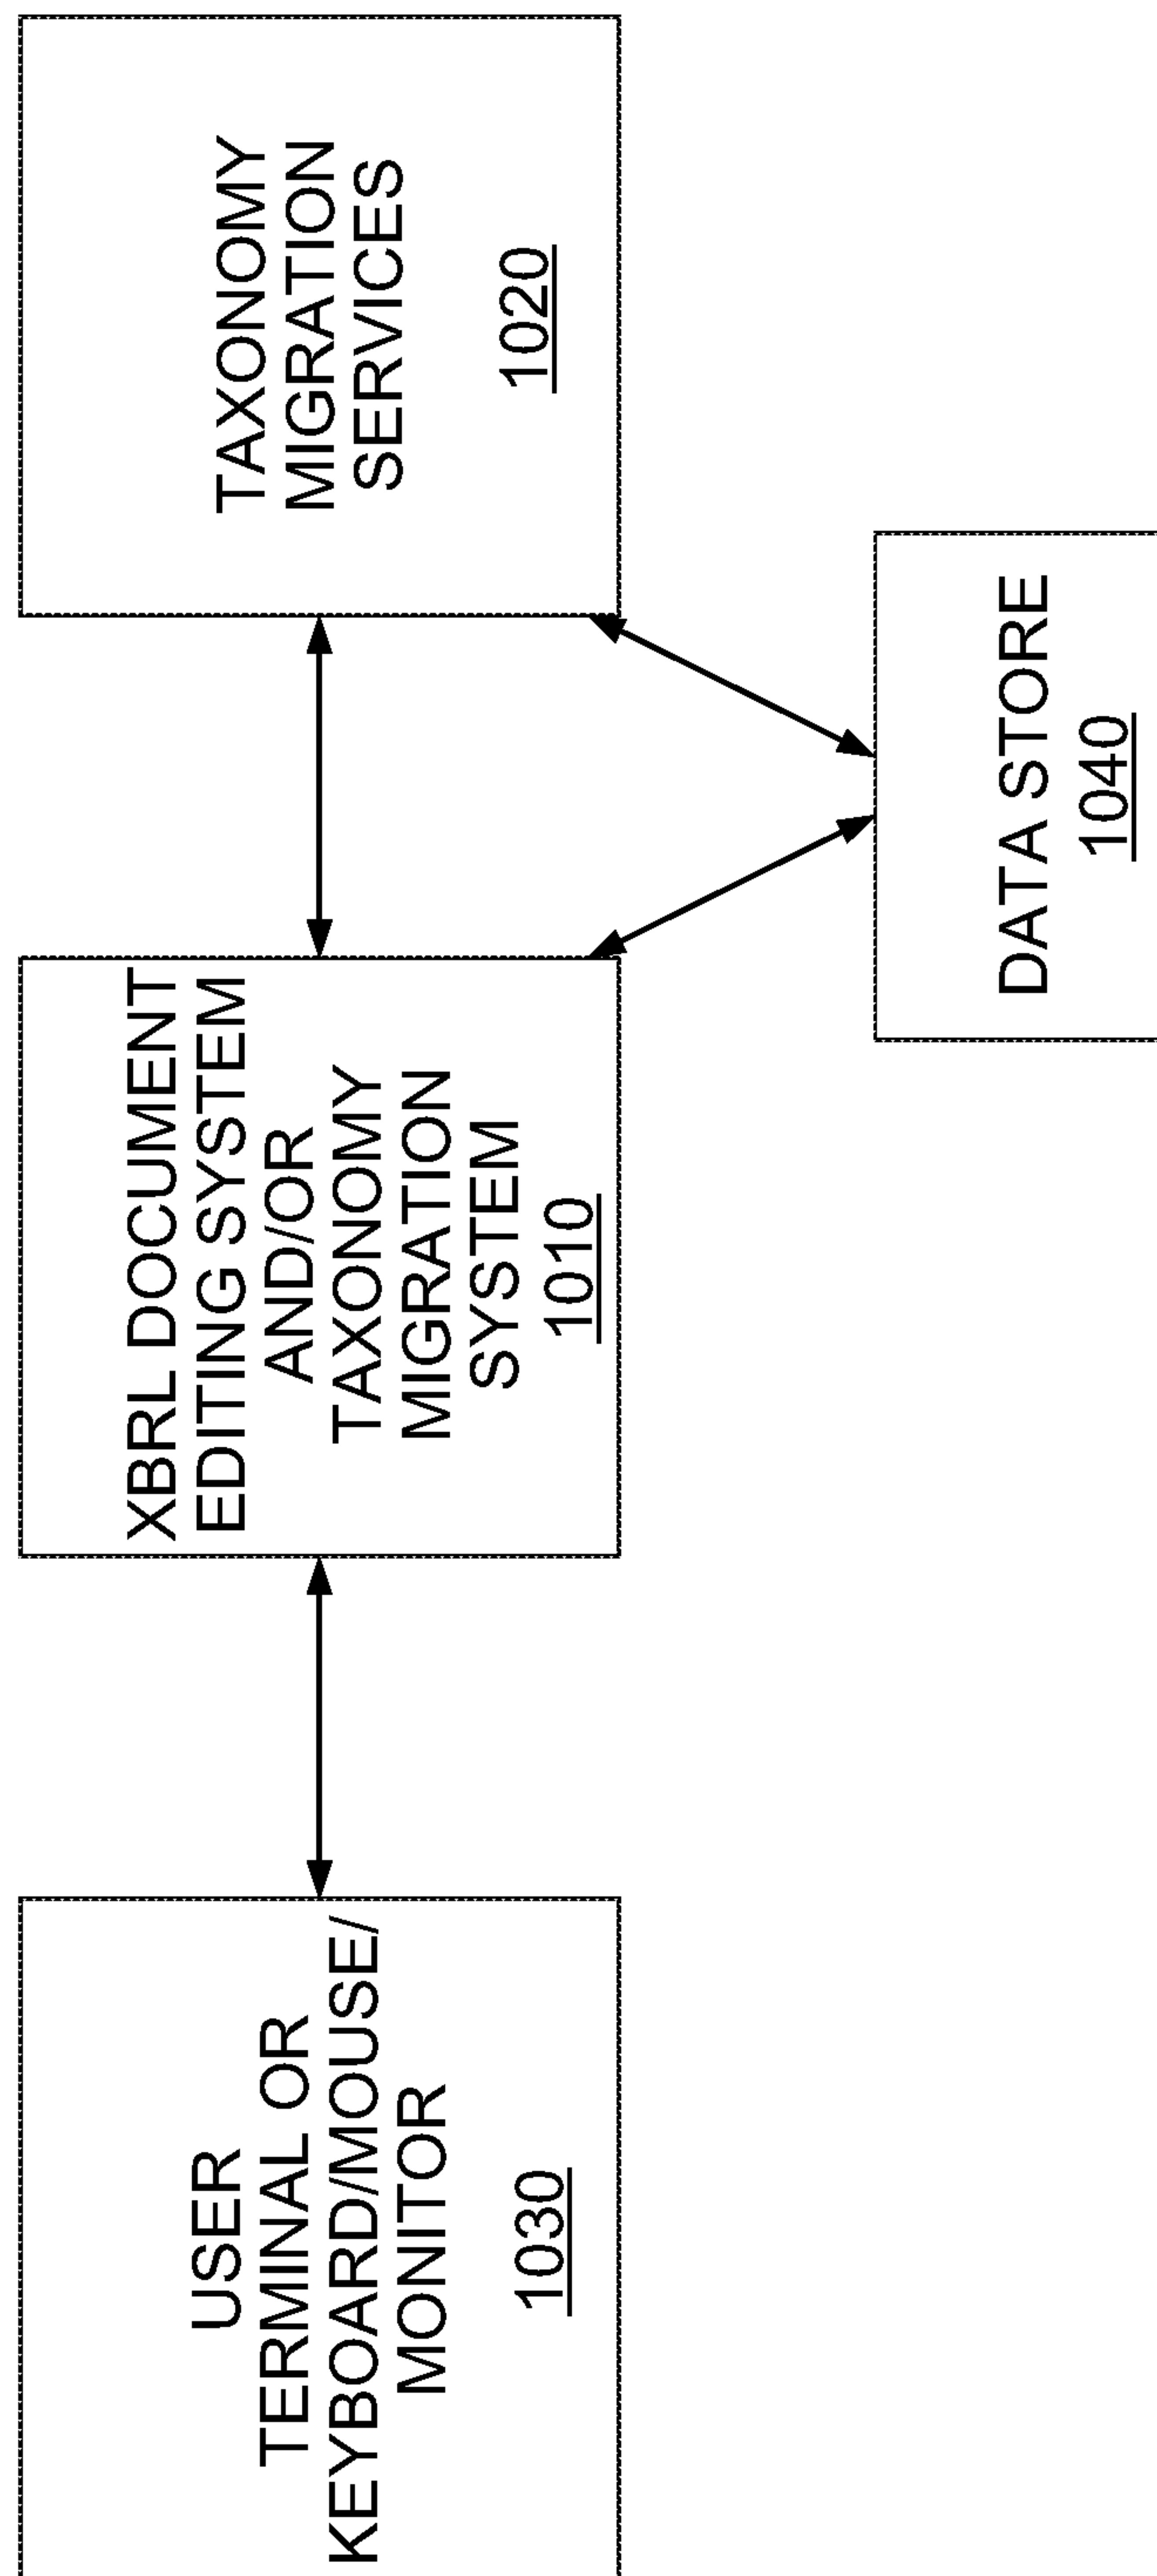 USER
TERMINAL OR
KEYBOARD/MOUSE/
MONITOR
1030
XBRL DOCUMENT
EDITING SYSTEM
AND/OR
TAXONOMY
MIGRATION
SYSTEM
1010
TAXONOMY
MIGRATION
SERVICES
1020
DATA STORE
1040